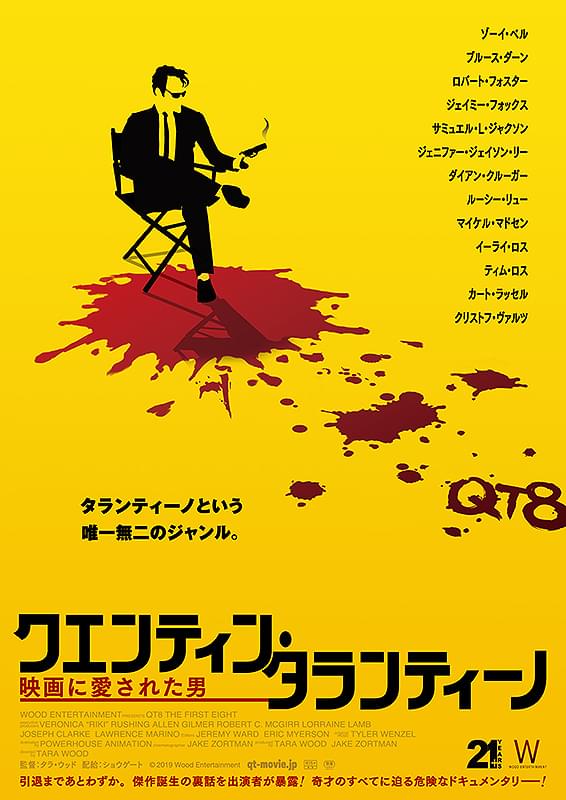 ゾーイ・ベル
ブルース・ダーン
ロバート・フォスター
ジェイミー・フォックス
サミュエル・L・ジャクソン
ジェニファー・ジェイソン・リー
ダイアン・クルーガー
ルーシー・リュー
マイケル・マドセン
イーライ・ロス
ティム・ロス
カート・ラッセル
クリストフ・ヴァルツ
QT8
タランティーノという
唯一無二のジャンル。
クエンティン・
タランティーノ
映画に愛された男
WOOD ENTERTAINMENT PRESENTS QT8 THE FIRST EIGHT
VERONICA "RIKI" RUSHING ALLEN GILMER ROBERT C. MCGIRR LORRAINE LAMB
JOSEPH CLARKE LAWRENCE MARINO Editors JEREMY WARD ERIC MYERSON TYLER WENZEL
POWERHOUSE ANIMATION cinematographer JAKE ZORTMAN TARA WOOD JAKE ZORTMAN
TARA WOOD
監督:タラ・ウッド 配給:ショウゲート ©2019 Wood Entertainment qt-movie.jp
21 YEARS
W
WOOD ENTERTAINMENT
引退まであとわずか。傑作誕生の裏話を出演者が暴露! 奇才のすべてに迫る危険なドキュメンタリー―!